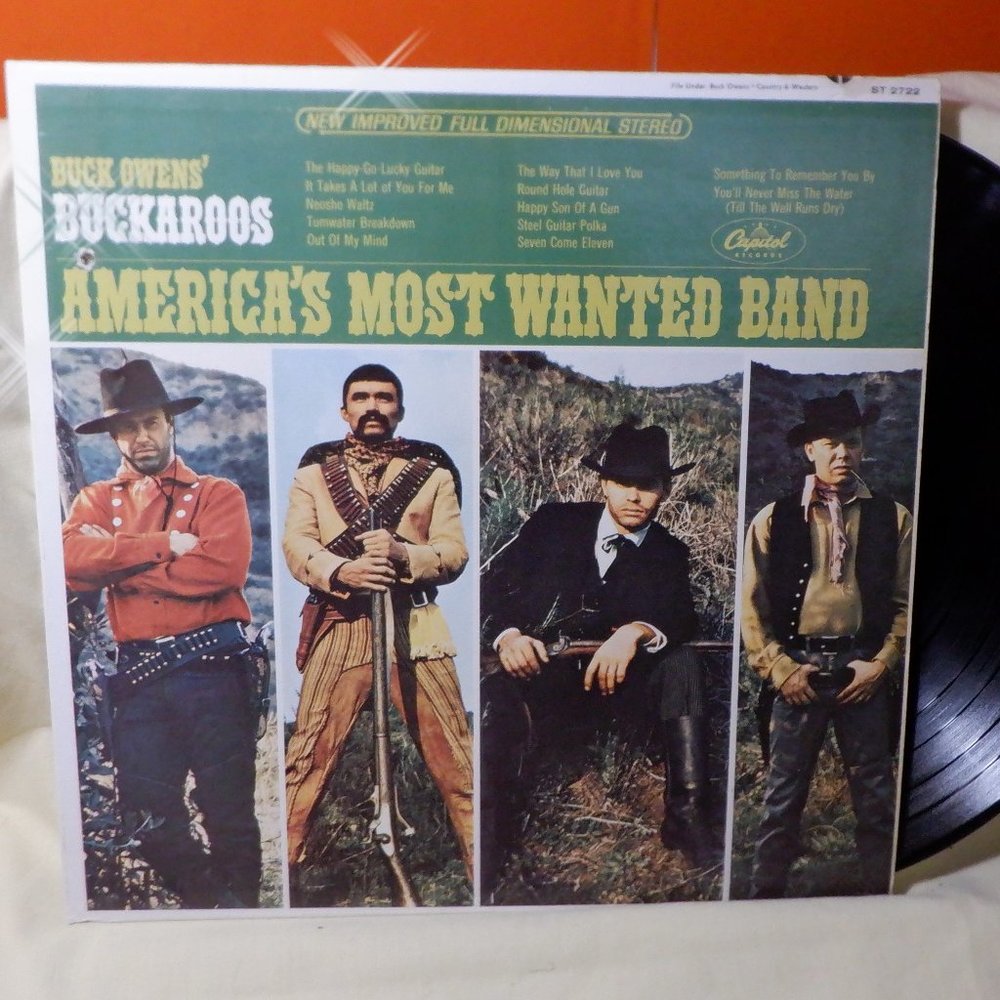 File Under: Buck Owens • Country & Western
ST 2722
NEW IMPROVED FULL DIMENSIONAL STEREO
BUCK OWENS'
BUCKAROOS
The Happy-Go-Lucky Guitar
It Takes A Lot of You For Me
Neosho Waltz
Tumwater Breakdown
Out Of My Mind
The Way That I Love You
Round Hole Guitar
Happy Son Of A Gun
Steel Guitar Polka
Seven Come Eleven
Something To Remember You By
You'll Never Miss The Water
(Till The Well Runs Dry)
Capitol
RECORDS
AMERICA'S MOST WANTED BAND